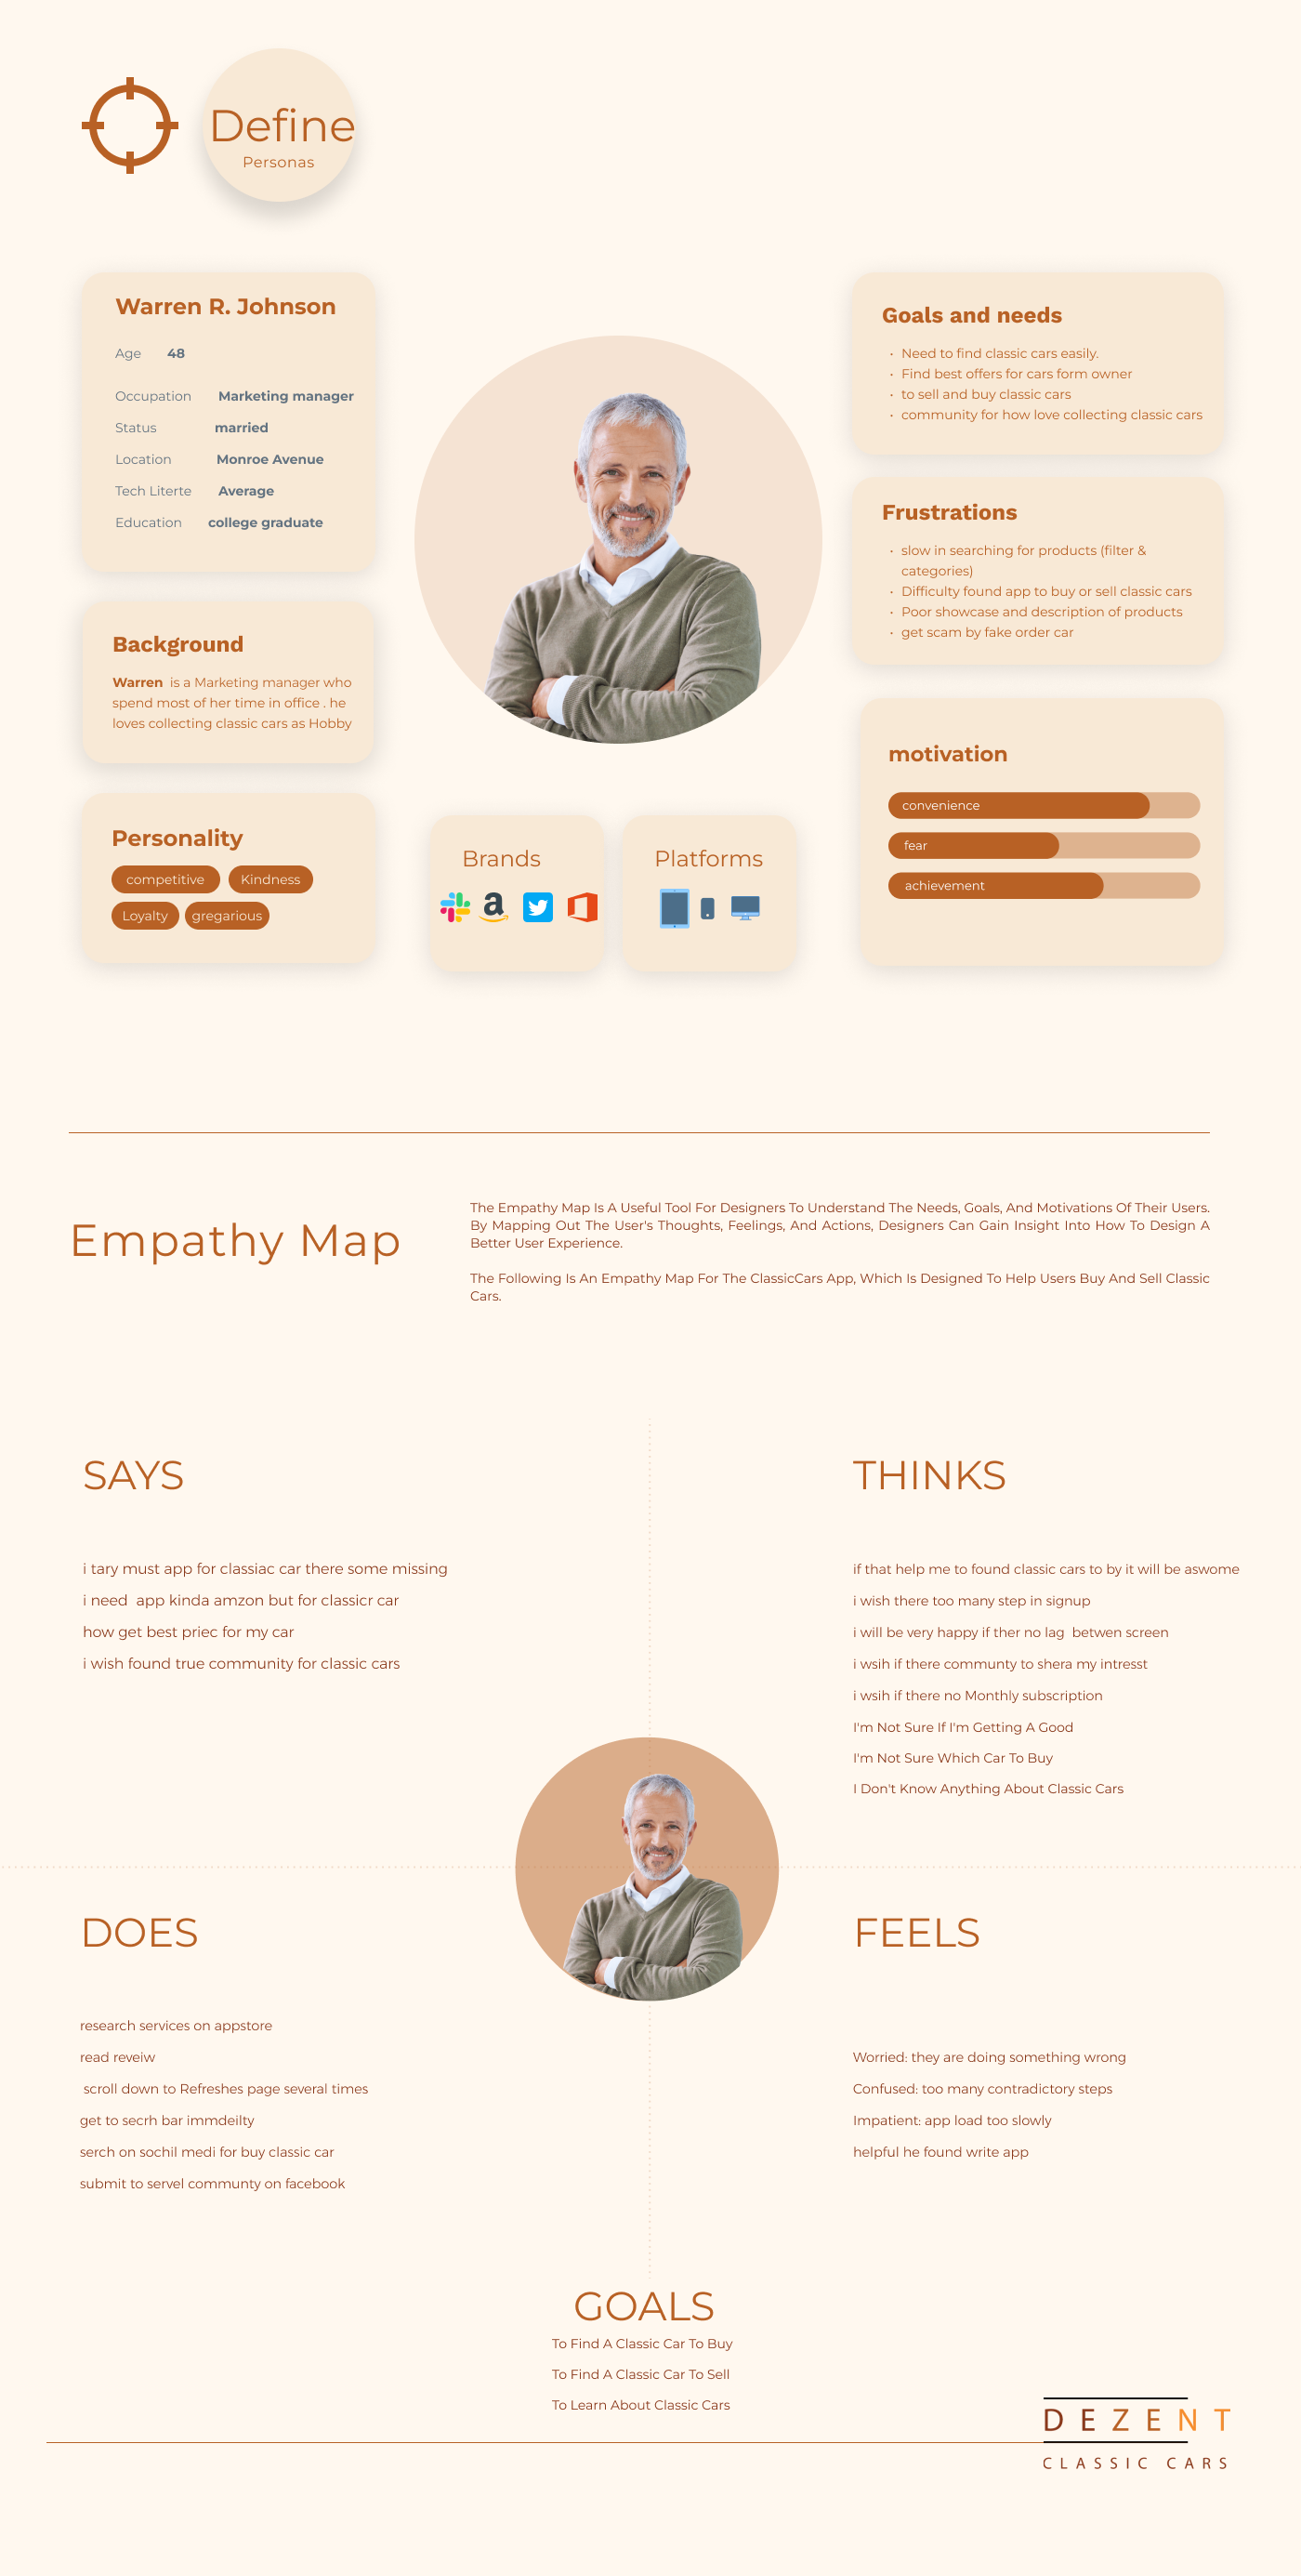 Define
Personas
Warren R. Johnson
Age 48
Occupation Marketing manager
Status married
Location Monroe Avenue
Tech Literte Average
Education college graduate
Background
Warren is a Marketing manager who
spend most of her time in office . he
loves collecting classic cars as Hobby
Personality
competitive Kindness
Loyalty gregarious
Brands
Platforms
Goals and needs
· Need to find classic cars easily.
· Find best offers for cars form owner
· to sell and buy classic cars
· community for how love collecting classic cars
Frustrations
· slow in searching for products (filter &
categories)
· Difficulty found app to buy or sell classic cars
· Poor showcase and description of products
· get scam by fake order car
motivation
convenience
fear
achievement
Empathy Map
The Empathy Map Is A Useful Tool For Designers To Understand The Needs, Goals, And Motivations Of Their Users.
By Mapping Out The User's Thoughts, Feelings, And Actions, Designers Can Gain Insight Into How To Design A
Better User Experience.
The Following Is An Empathy Map For The ClassicCars App, Which Is Designed To Help Users Buy And Sell Classic
Cars.
SAYS
i tary must app for classiac car there some missing
i need app kinda amzon but for classicr car
how get best priec for my car
i wish found true community for classic cars
THINKS
if that help me to found classic cars to by it will be aswome
i wish there too many step in signup
i will be very happy if ther no lag betwen screen
i wsih if there communty to shera my intresst
i wsih if there no Monthly subscription
I'm Not Sure If I'm Getting A Good
I'm Not Sure Which Car To Buy
I Don't Know Anything About Classic Cars
DOES
research services on appstore
read reveiw
scroll down to Refreshes page several times
get to secrh bar immdeilty
serch on sochil medi for buy classic car
submit to servel communty on facebook
FEELS
Worried: they are doing something wrong
Confused: too many contradictory steps
Impatient: app load too slowly
helpful he found write app
GOALS
To Find A Classic Car To Buy
To Find A Classic Car To Sell
To Learn About Classic Cars
DEZENT
CLASSIC CARS